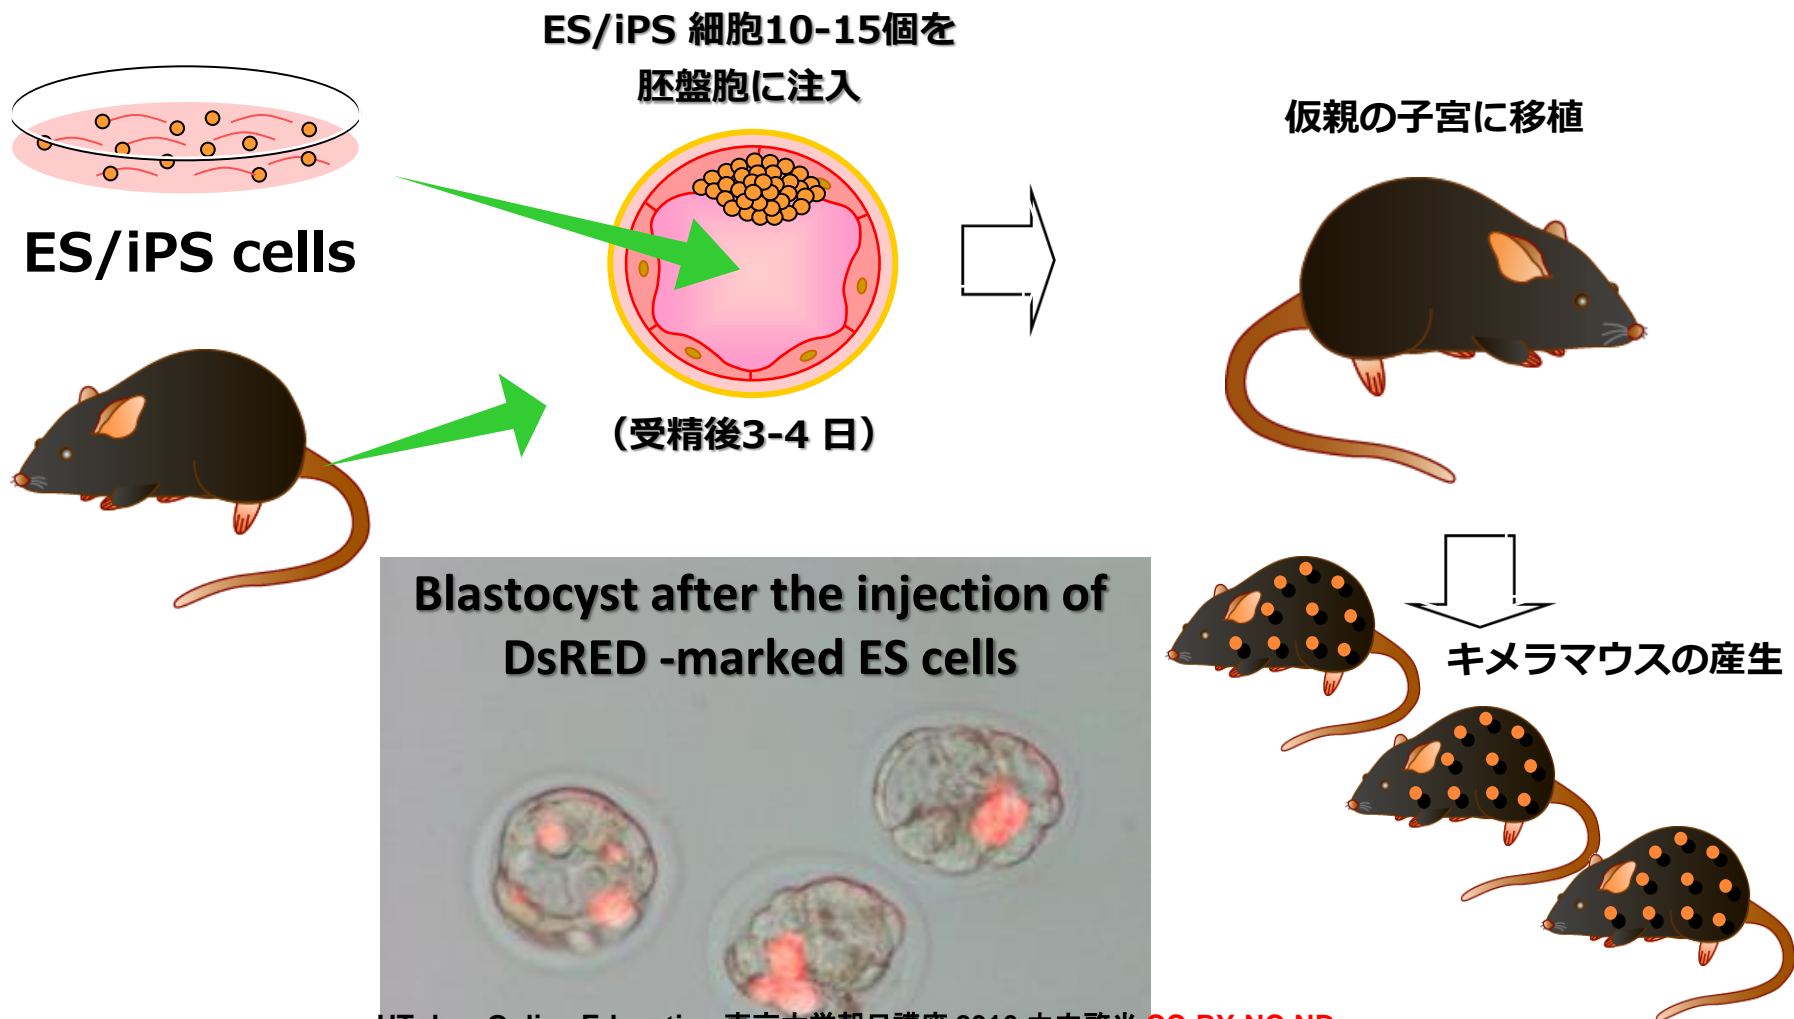 ES/iPS 細胞10-15個を
胚盤胞に注入
仮親の子宮に移植
ES/iPS cells
（受精後3-4 日）
Blastocyst after the injection of
DsRED -marked ES cells
キメラマウスの産生